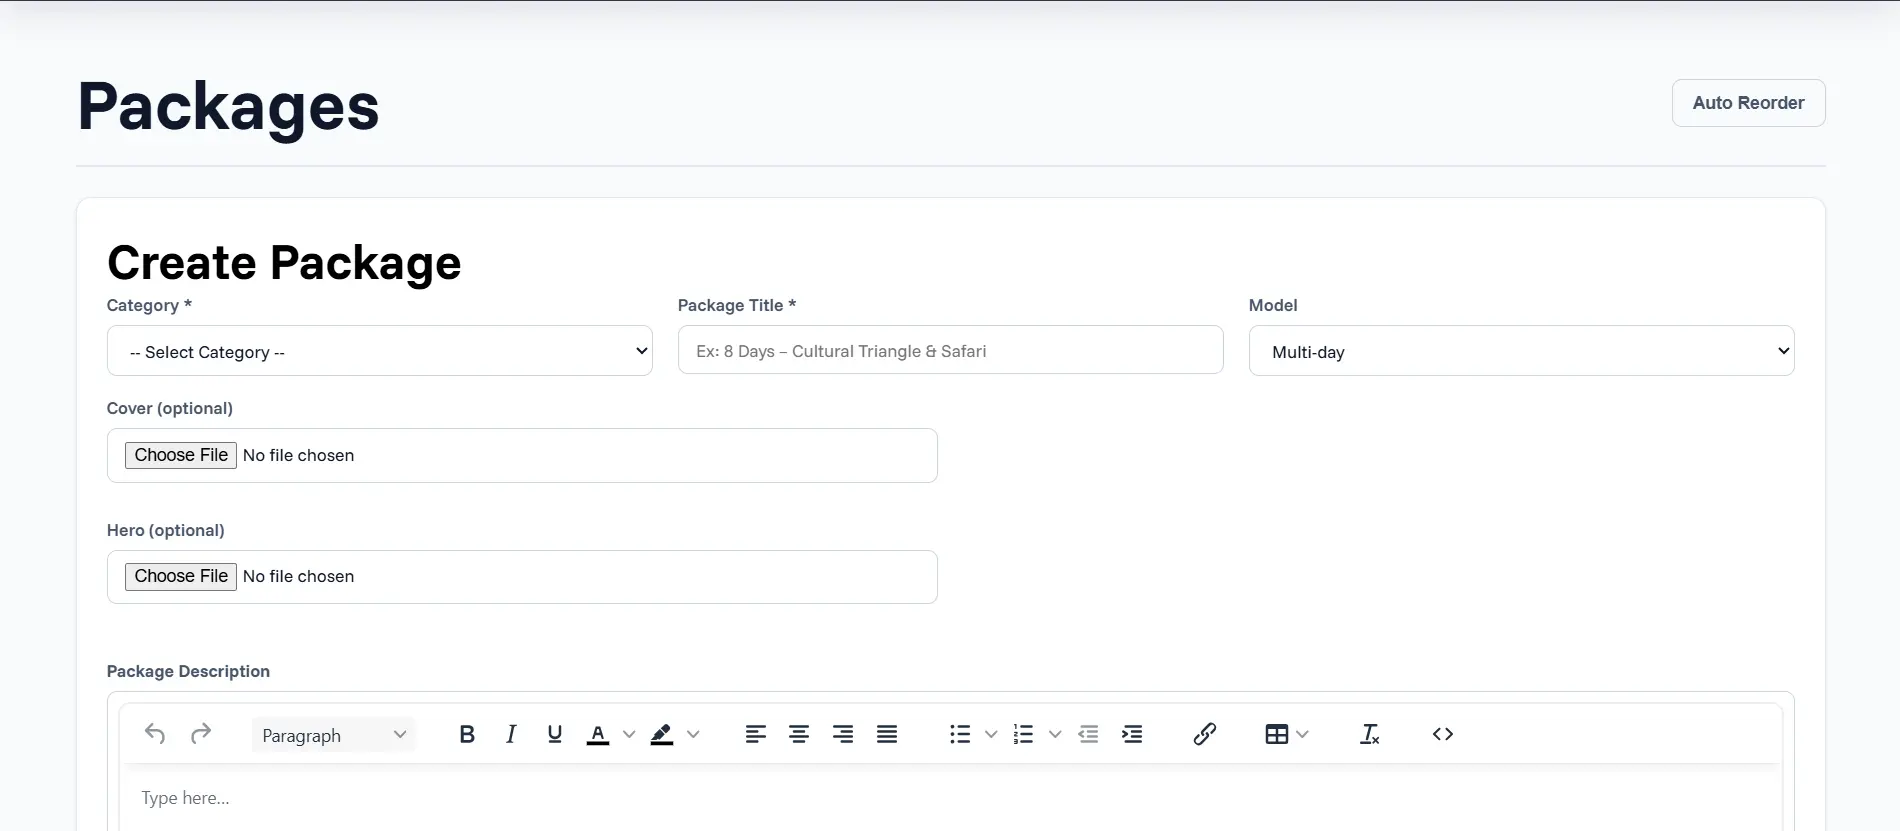 Packages
Auto Reorder
Create Package
Category *
Package Title *
Model
-- Select Category --
Ex: 8 Days – Cultural Triangle & Safari
Multi-day
Cover (optional)
Choose File No file chosen
Hero (optional)
Choose File No file chosen
Package Description
Paragraph
Type here...